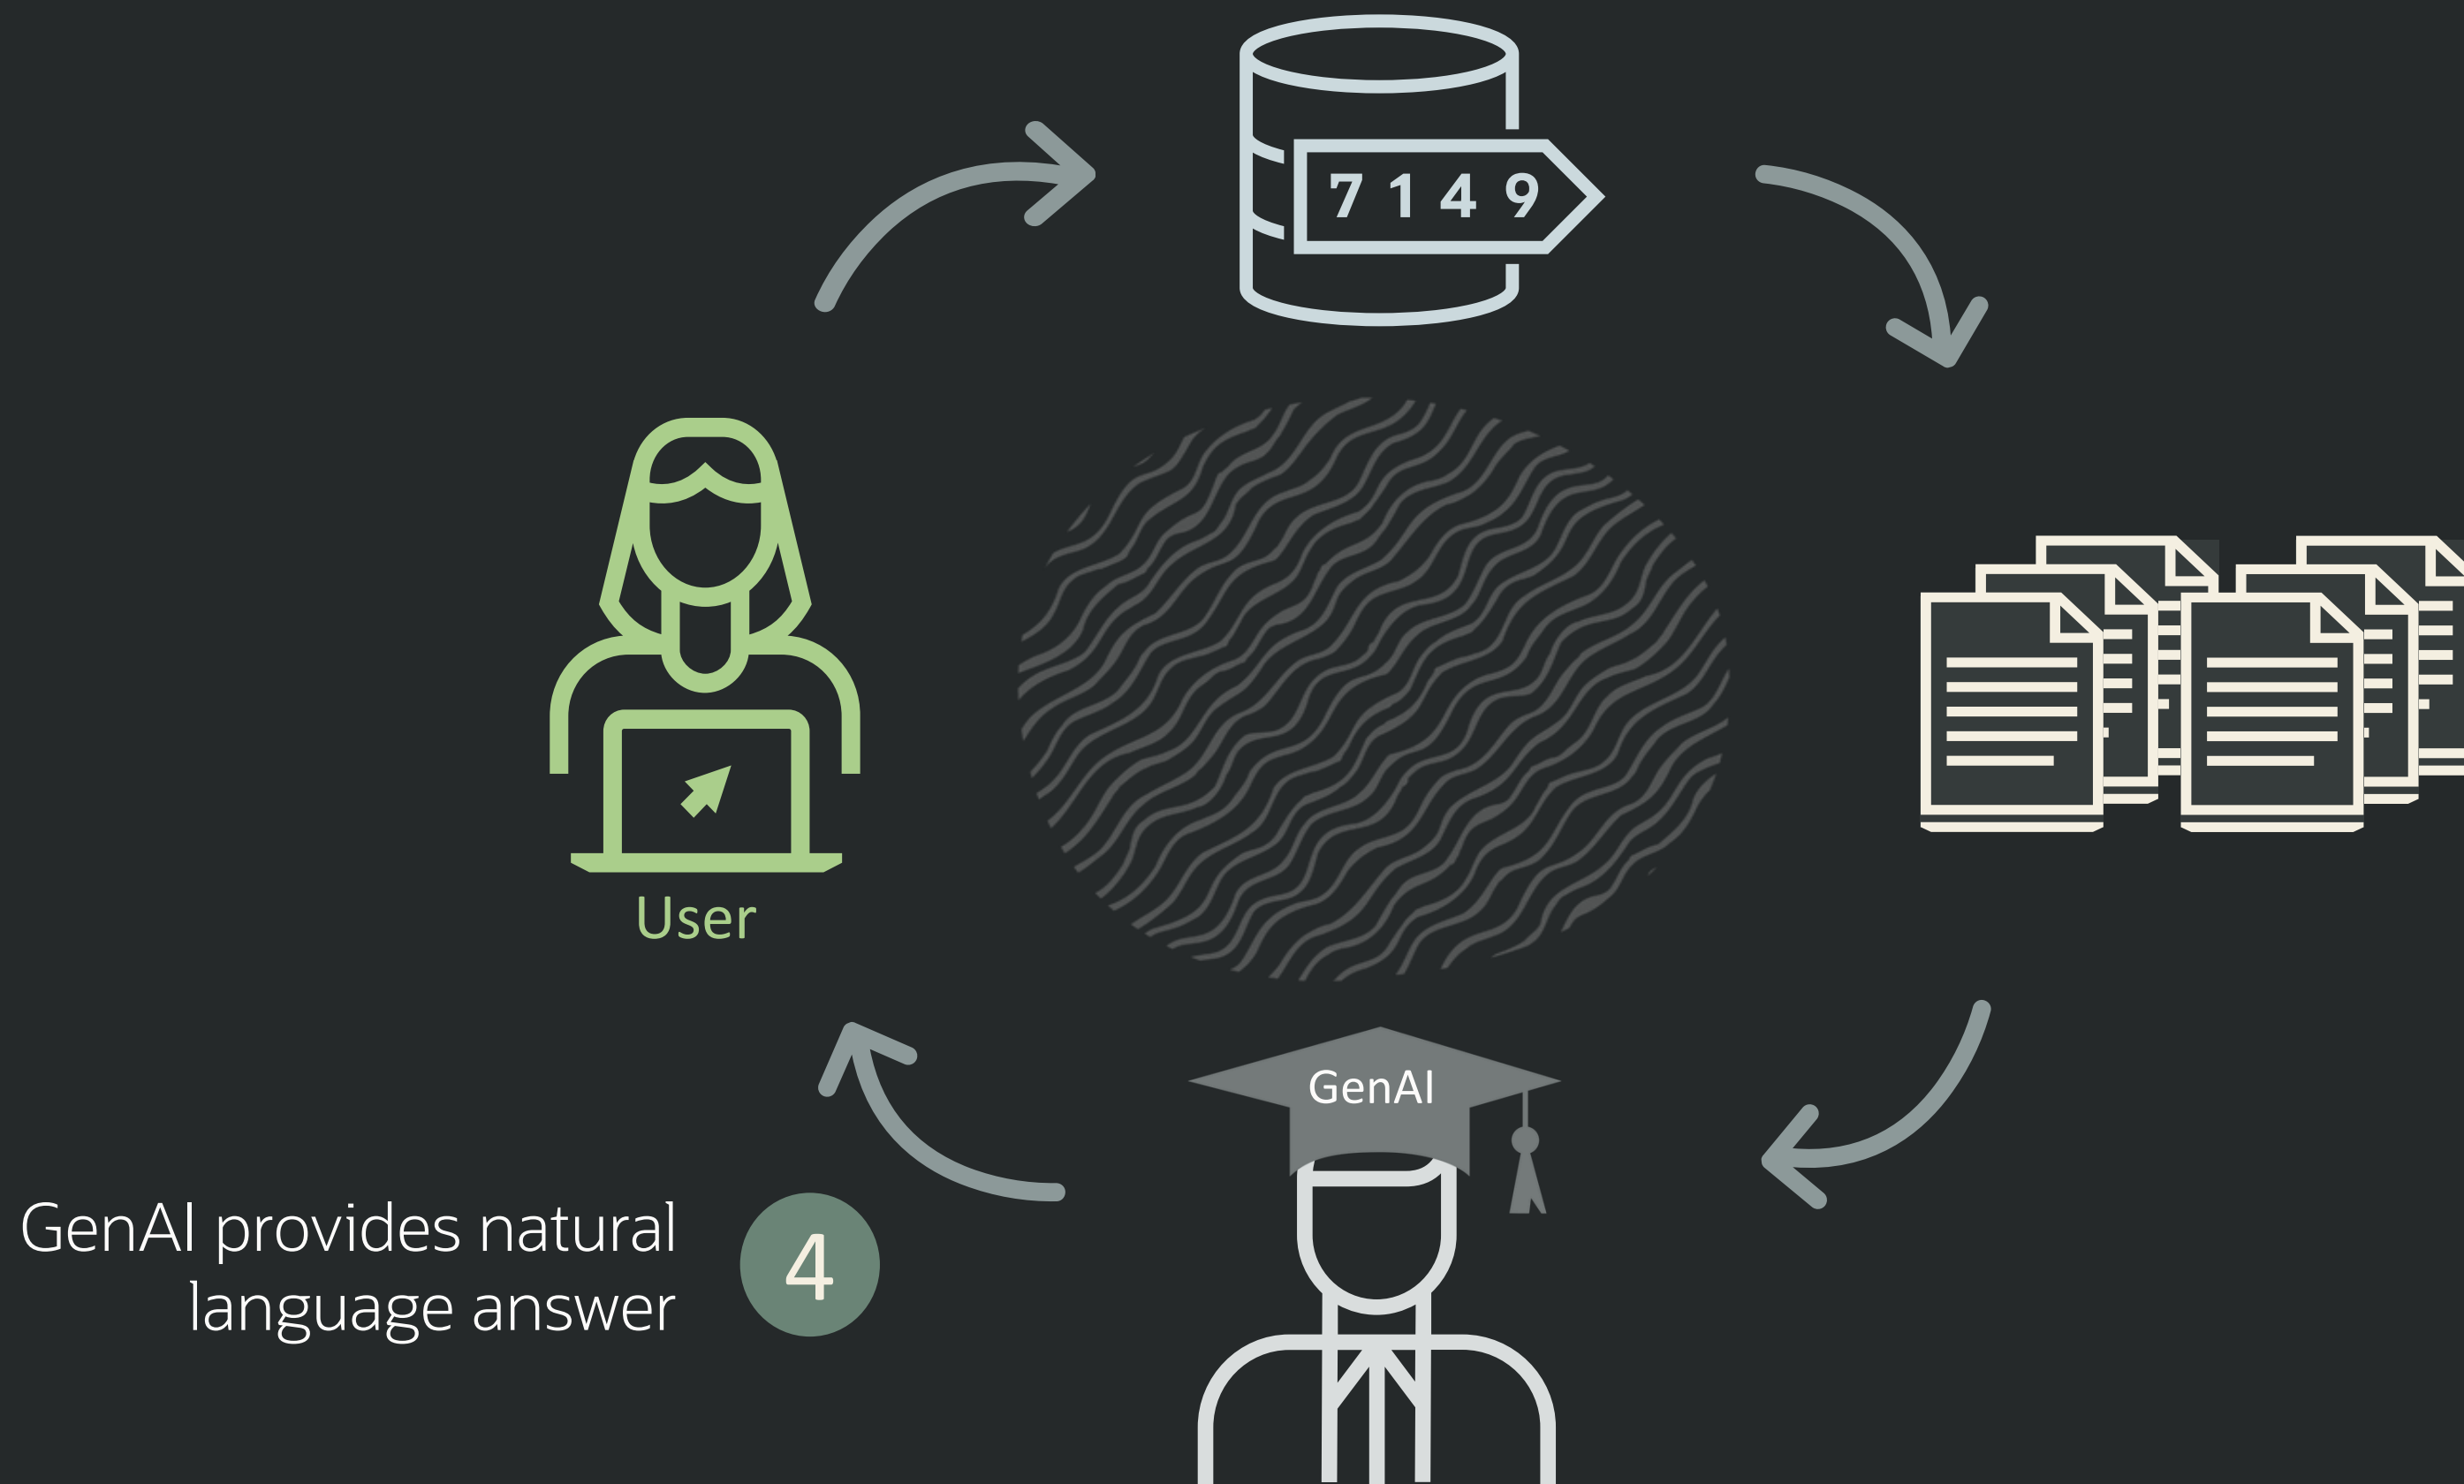 7 1 4 9
User
GenAI
GenAI provides natural
language answer
4